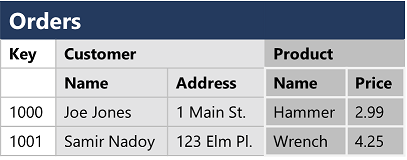 Orders
Key Customer Product
Name Address Name Price
1000 Joe Jones 1 Main St. Hammer 2.99
1001 Samir Nadoy 123 Elm Pl. Wrench 4.25